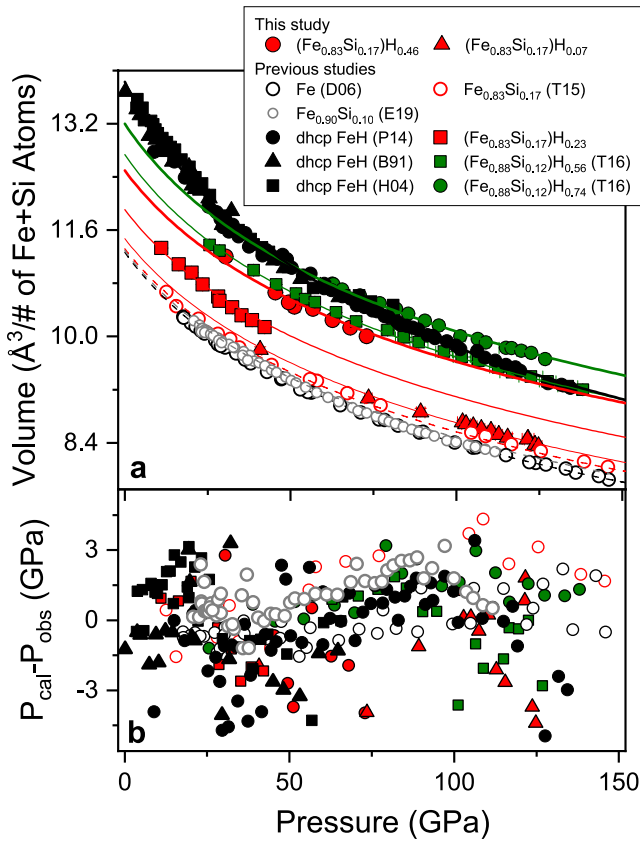 This study
(Fe0.83Si0.17)H0.46 (Fe0.83Si0.17)H0.07
Previous studies
Fe (D06) Fe0.83Si0.17 (T15)
Fe0.90Si0.10 (E19)
dhcp FeH (P14) (Fe0.83Si0.17)H0.23
dhcp FeH (B91) (Fe0.88Si0.12)H0.56 (T16)
dhcp FeH (H04) (Fe0.88Si0.12)H0.74 (T16)
13.2
11.6
10.0
8.4
Volume (Å3/# of Fe+Si Atoms)
a
3
0
-3
Pcal-Pobs (GPa)
b
0 50 100 150
Pressure (GPa)